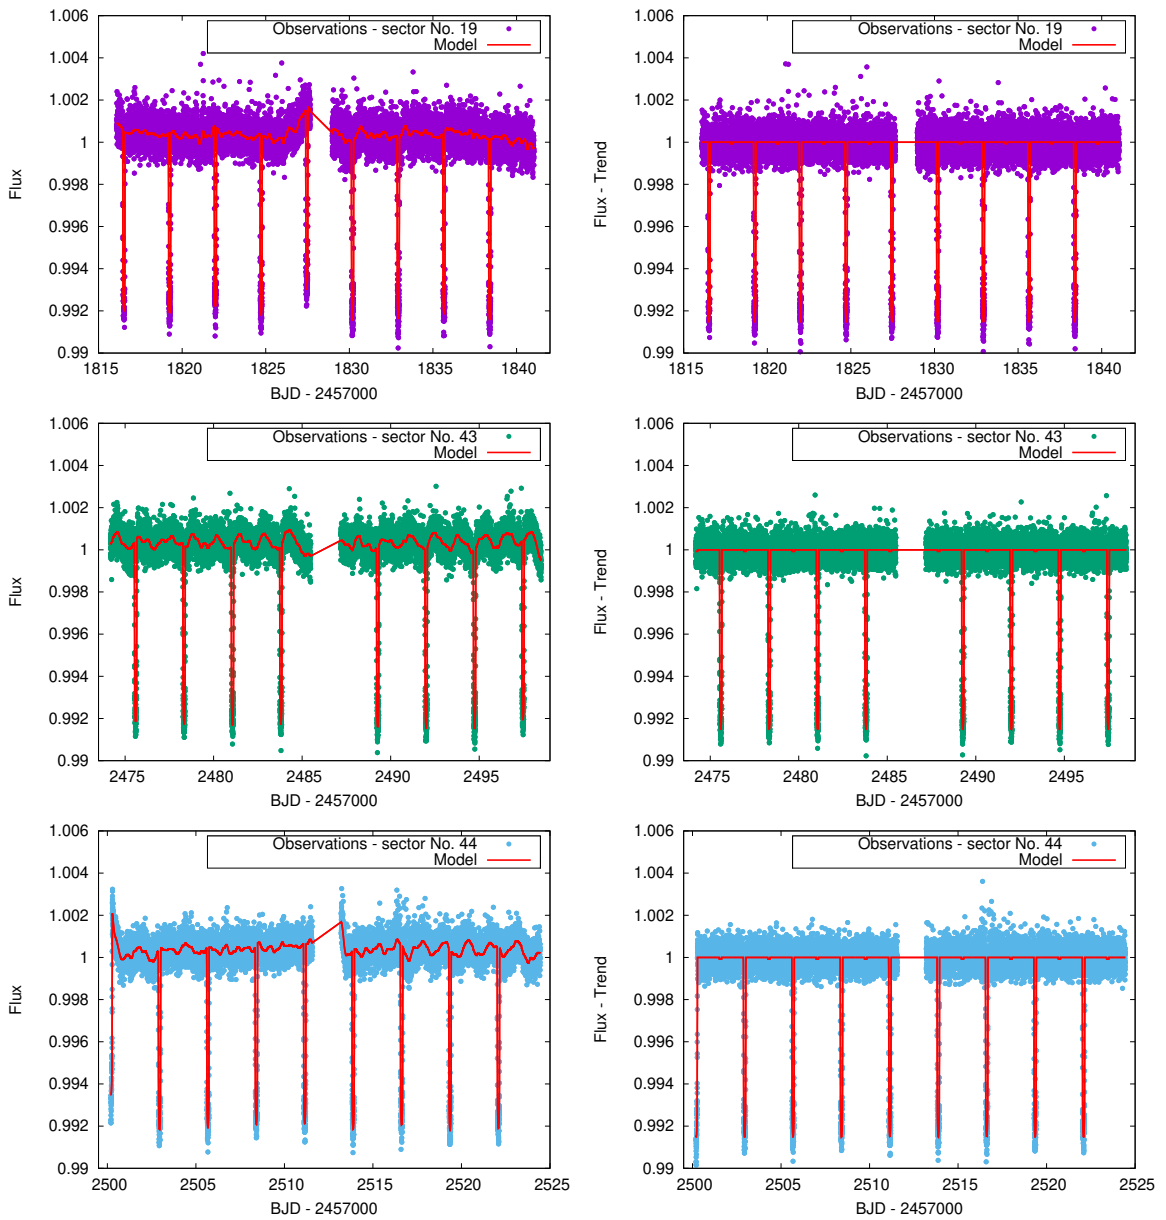 Observations - sector No. 19
Model
Flux
1.006
1.004
1.002
1
0.998
0.996
0.994
0.992
0.99
1815 1820 1825 1830 1835 1840
BJD - 2457000
Observations - sector No. 19
Model
Flux - Trend
1.006
1.004
1.002
1
0.998
0.996
0.994
0.992
0.99
1815 1820 1825 1830 1835 1840
BJD - 2457000
Observations - sector No. 43
Model
Flux
1.006
1.004
1.002
1
0.998
0.996
0.994
0.992
0.99
2475 2480 2485 2490 2495
BJD - 2457000
Observations - sector No. 43
Model
Flux - Trend
1.006
1.004
1.002
1
0.998
0.996
0.994
0.992
0.99
2475 2480 2485 2490 2495
BJD - 2457000
Observations - sector No. 44
Model
Flux
1.006
1.004
1.002
1
0.998
0.996
0.994
0.992
0.99
2500 2505 2510 2515 2520 2525
BJD - 2457000
Observations - sector No. 44
Model
Flux - Trend
1.006
1.004
1.002
1
0.998
0.996
0.994
0.992
0.99
2500 2505 2510 2515 2520 2525
BJD - 2457000